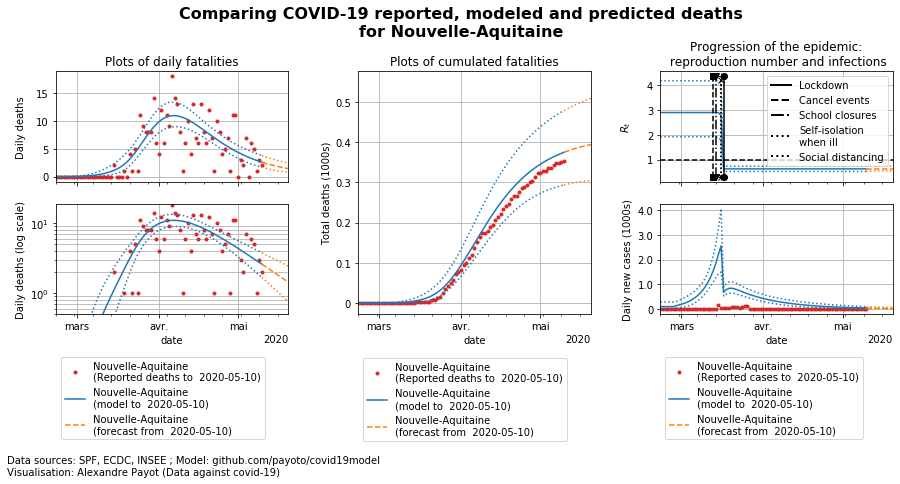 Comparing COVID-19 reported, modeled and predicted deaths
for Nouvelle-Aquitaine
Plots of daily fatalities
Daily deaths
15
10
5
0
Daily deaths (log scale)
10¹
10⁰
mars
avr.
mai
date
2020
Nouvelle-Aquitaine
(Reported deaths to 2020-05-10)
Nouvelle-Aquitaine
(model to 2020-05-10)
Nouvelle-Aquitaine
(forecast from 2020-05-10)
Plots of cumulated fatalities
Total deaths (1000s)
0.5
0.4
0.3
0.2
0.1
0
mars
avr.
mai
date
2020
Nouvelle-Aquitaine
(Reported deaths to 2020-05-10)
Nouvelle-Aquitaine
(model to 2020-05-10)
Nouvelle-Aquitaine
(forecast from 2020-05-10)
Progression of the epidemic:
reproduction number and infections
Rt
4
3
2
1
Lockdown
Cancel events
School closures
Self-isolation
when ill
Social distancing
Daily new cases (1000s)
4.0
3.0
2.0
1.0
0
mars
avr.
mai
date
2020
Nouvelle-Aquitaine
(Reported cases to 2020-05-10)
Nouvelle-Aquitaine
(model to 2020-05-10)
Nouvelle-Aquitaine
(forecast from 2020-05-10)
Data sources: SPF, ECDC, INSEE ; Model: github.com/payoto/covid19model
Visualisation: Alexandre Payot (Data against covid-19)